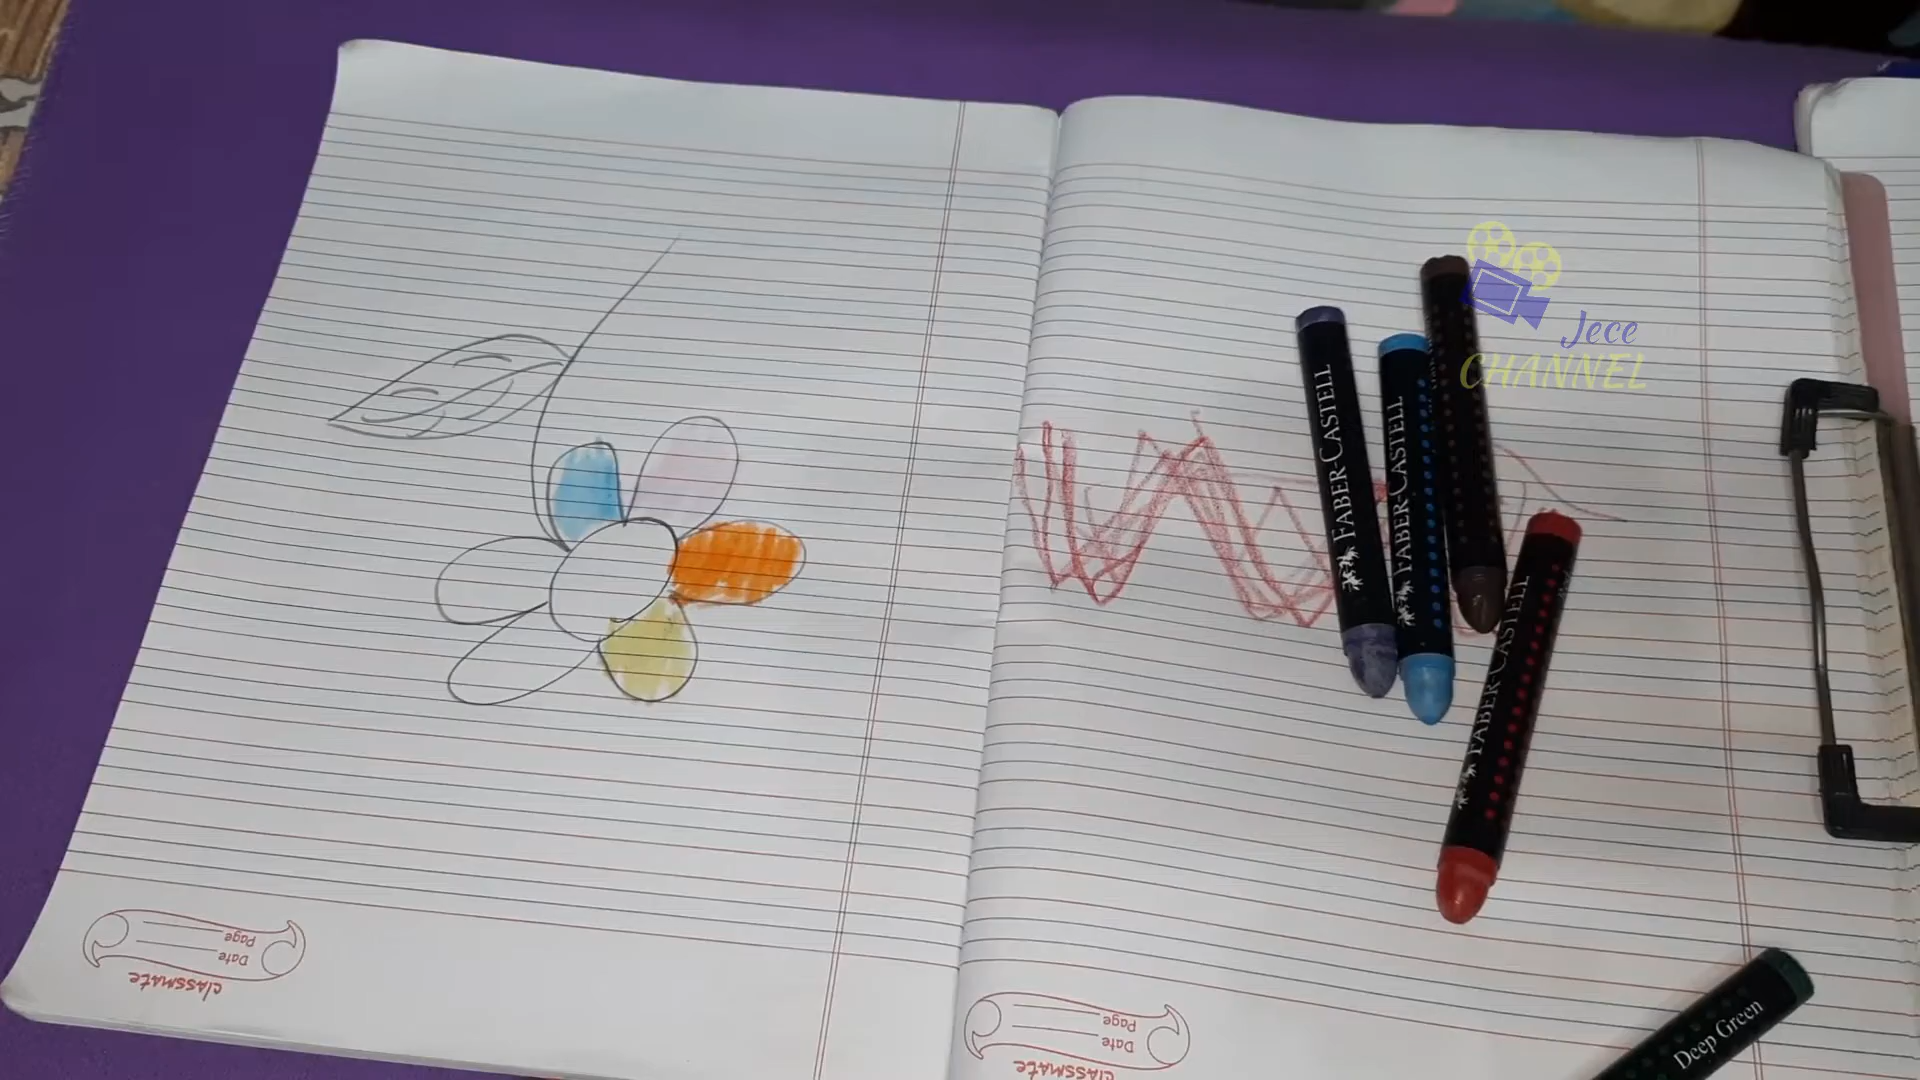 Jece
CHANNEL
FABER-CASTELL
FABER-CASTELL
FABER-CASTELL
Deep Green
Page
Date
classmate
Page
Date
classmate